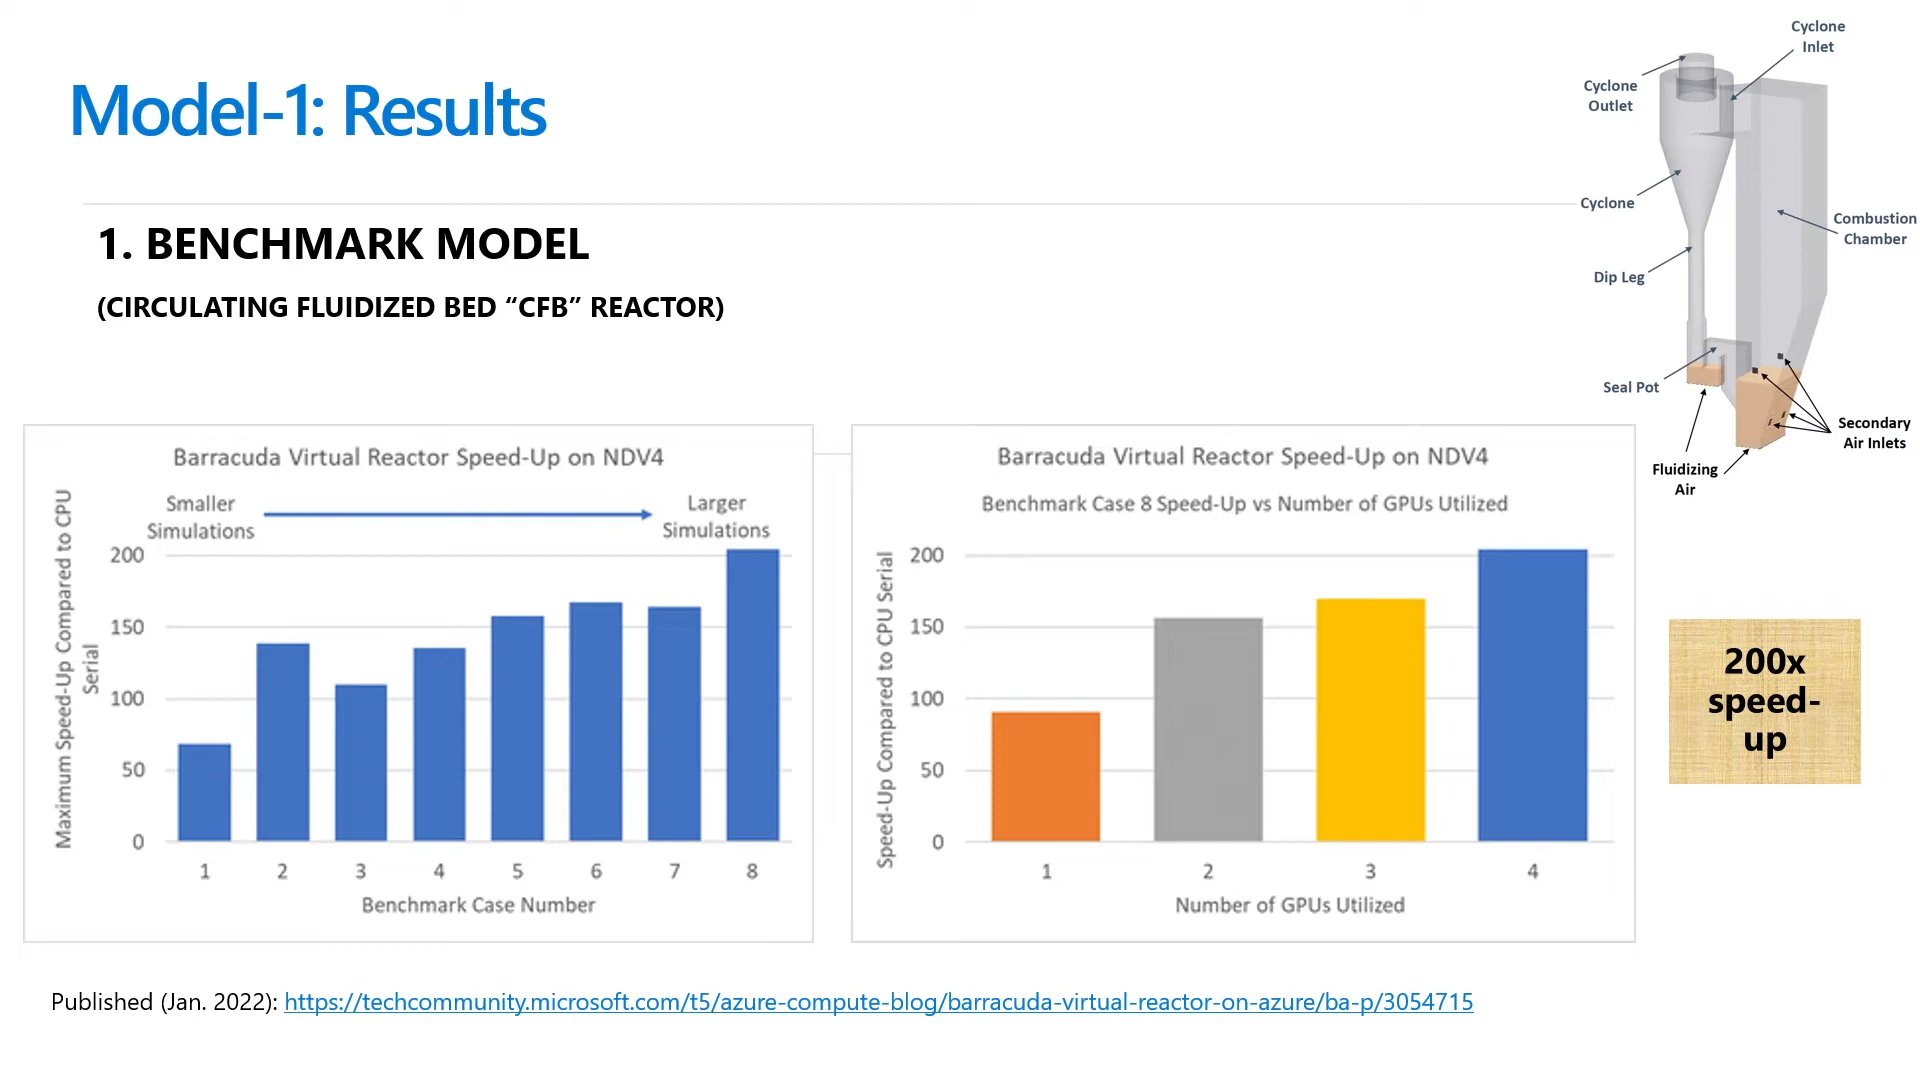 Model-1: Results
1. BENCHMARK MODEL
(CIRCULATING FLUIDIZED BED “CFB” REACTOR)
Cyclone
Inlet
Cyclone
Outlet
Cyclone
Combustion
Chamber
Dip Leg
Seal Pot
Secondary
Air Inlets
Fluidizing
Air
Barracuda Virtual Reactor Speed-Up on NDV4
Smaller
Simulations
Larger
Simulations
Maximum Speed-Up Compared to CPU
Serial
200
150
100
50
0
1 2 3 4 5 6 7 8
Benchmark Case Number
Barracuda Virtual Reactor Speed-Up on NDV4
Benchmark Case 8 Speed-Up vs Number of GPUs Utilized
Speed-Up Compared to CPU Serial
200
150
100
50
0
1 2 3 4
Number of GPUs Utilized
200x
speed-
up
Published (Jan. 2022): https://techcommunity.microsoft.com/t5/azure-compute-blog/barracuda-virtual-reactor-on-azure/ba-p/3054715